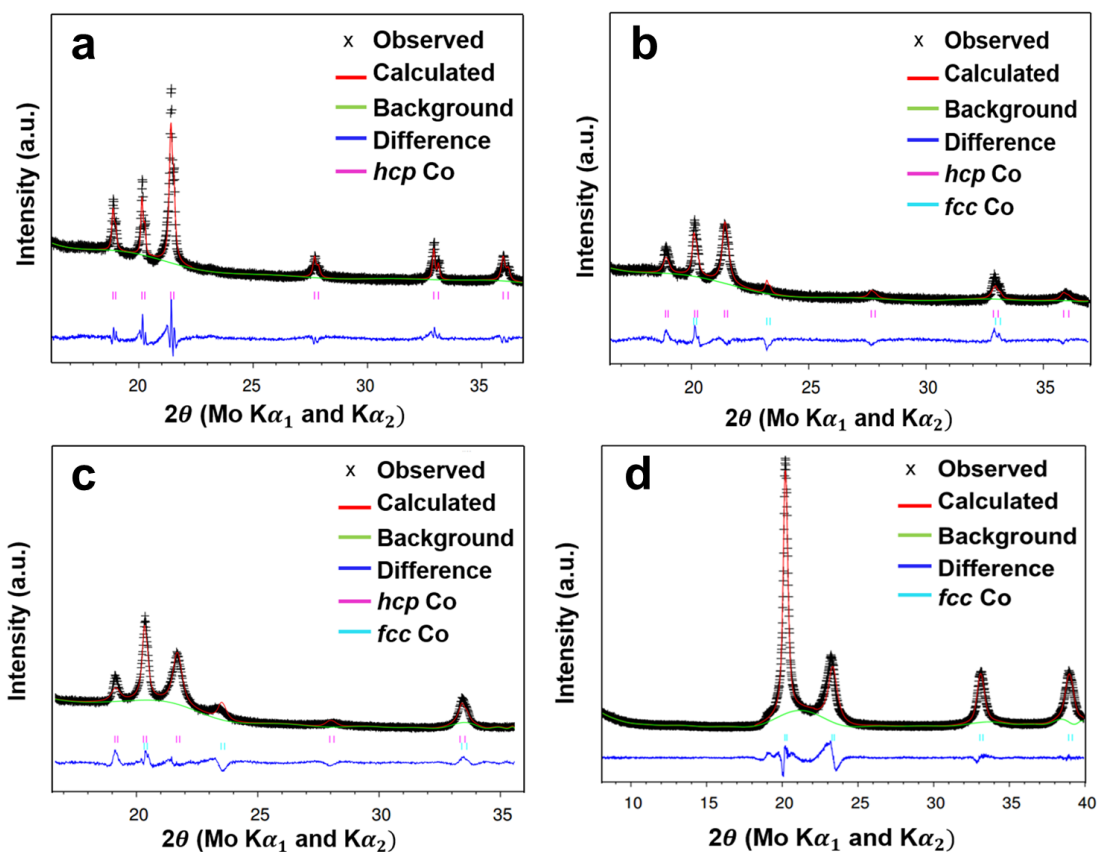 a
x Observed
Calculated
Background
Difference
hcp Co
Intensity (a.u.)
20 25 30 35
2θ (Mo Kα₁ and Kα₂)
b
x Observed
Calculated
Background
Difference
hcp Co
fcc Co
Intensity (a.u.)
20 25 30 35
2θ (Mo Kα₁ and Kα₂)
c
x Observed
Calculated
Background
Difference
hcp Co
fcc Co
Intensity (a.u.)
20 25 30 35
2θ (Mo Kα₁ and Kα₂)
d
x Observed
Calculated
Background
Difference
fcc Co
Intensity (a.u.)
10 15 20 25 30 35 40
2θ (Mo Kα₁ and Kα₂)